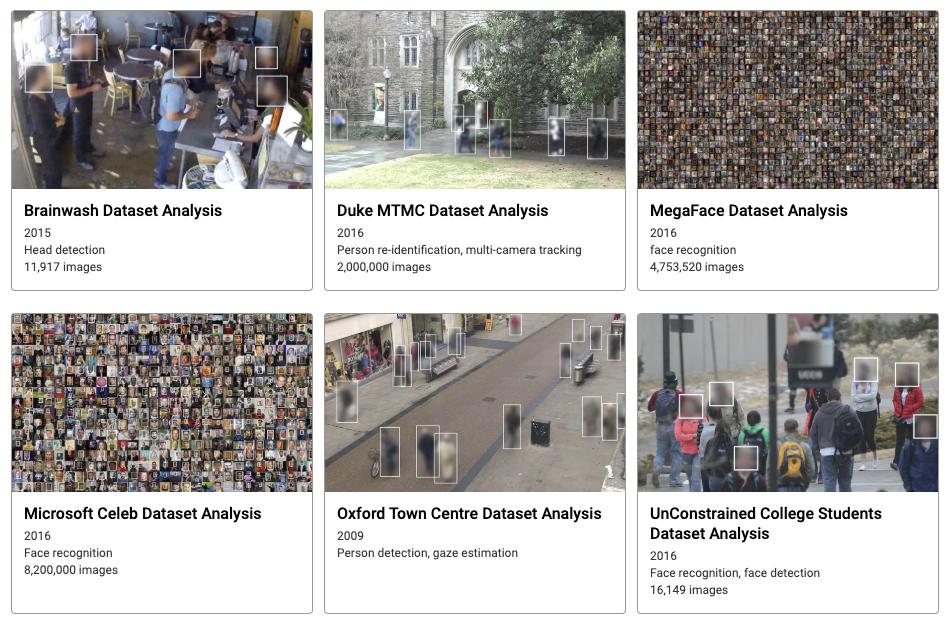 Brainwash Dataset Analysis
2015
Head detection
11,917 images
Duke MTMC Dataset Analysis
2016
Person re-identification, multi-camera tracking
2,000,000 images
MegaFace Dataset Analysis
2016
face recognition
4,753,520 images
Microsoft Celeb Dataset Analysis
2016
Face recognition
8,200,000 images
Oxford Town Centre Dataset Analysis
2009
Person detection, gaze estimation
UnConstrained College Students
Dataset Analysis
2016
Face recognition, face detection
16,149 images